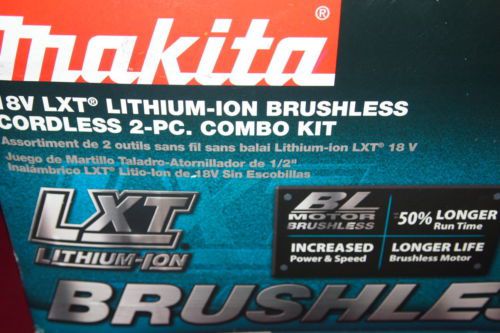 makita
18V LXT® LITHIUM-ION BRUSHLESS
CORDLESS 2-PC. COMBO KIT
Assortiment de 2 outils sans fil sans balai Lithium-ion LXT® 18 V
Juego de Martillo Taladro-Atornillador de 1/2"
Inalámbrico LXT® Litio-Ion de 18V Sin Escobillas
LXT
LITHIUM-ION
BL
MOTOR
BRUSHLESS
50% LONGER
Run Time
INCREASED
Power & Speed
LONGER LIFE
Brushless Motor
BRUSHLE